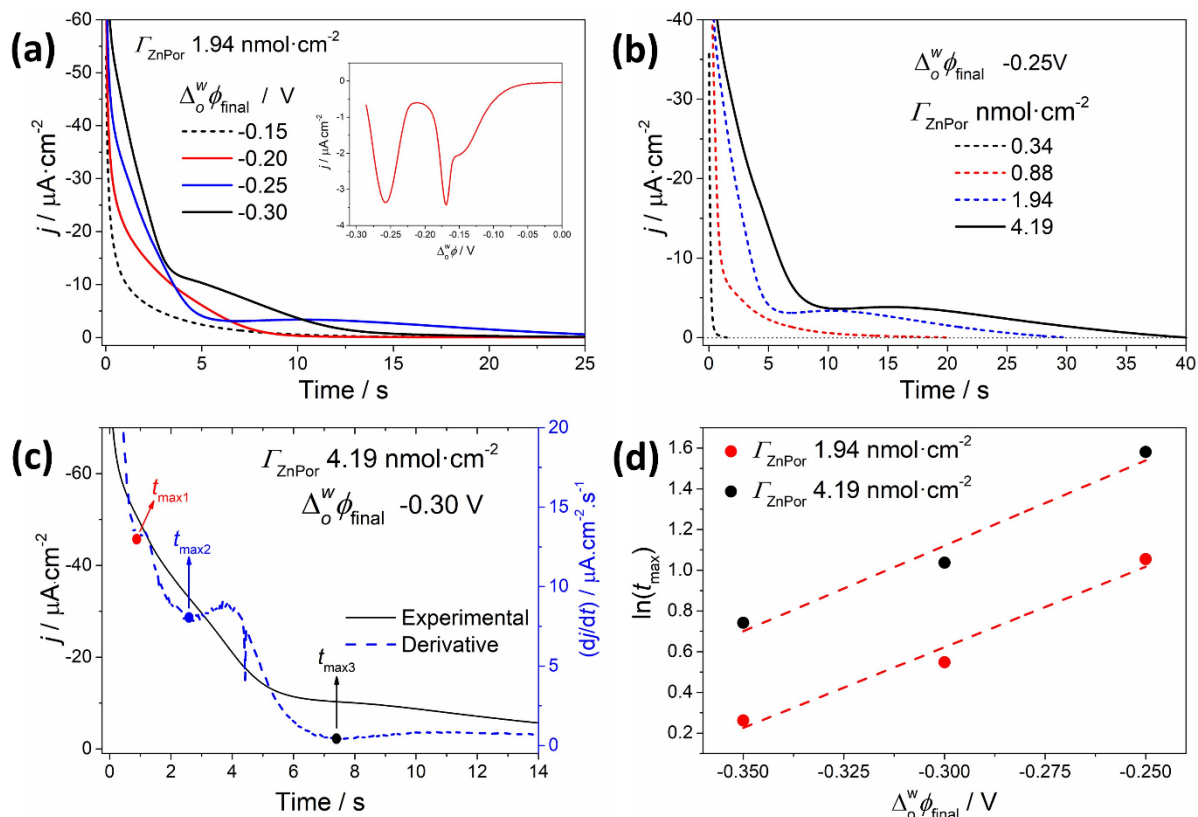 (a)
Γ_ZnPor 1.94 nmol·cm⁻²
Δ_o^w ϕ_final / V
-0.15
-0.20
-0.25
-0.30
j / μA·cm⁻²
-60
-50
-40
-30
-20
-10
0
0 5 10 15 20 25
Time / s
j / μA.cm⁻²
0
-1
-2
-3
-4
-0.30 -0.25 -0.20 -0.15 -0.10 -0.05 0.00
Δ_o^w ϕ / V
(b)
Δ_o^w ϕ_final -0.25V
Γ_ZnPor nmol·cm⁻²
0.34
0.88
1.94
4.19
j / μA·cm⁻²
-40
-30
-20
-10
0
0 5 10 15 20 25 30 35 40
Time / s
(c)
Γ_ZnPor 4.19 nmol·cm⁻²
Δ_o^w ϕ_final -0.30 V
t_max1
t_max2
t_max3
Experimental
Derivative
j / μA.cm⁻²
-60
-40
-20
0
0 2 4 6 8 10 12 14
Time / s
20
15
10
5
0
(dj/dt) / μA.cm⁻².s⁻¹
(d)
Γ_ZnPor 1.94 nmol·cm⁻²
Γ_ZnPor 4.19 nmol·cm⁻²
ln(t_max)
1.6
1.4
1.2
1.0
0.8
0.6
0.4
0.2
-0.350 -0.325 -0.300 -0.275 -0.250
Δ_o^w ϕ_final / V